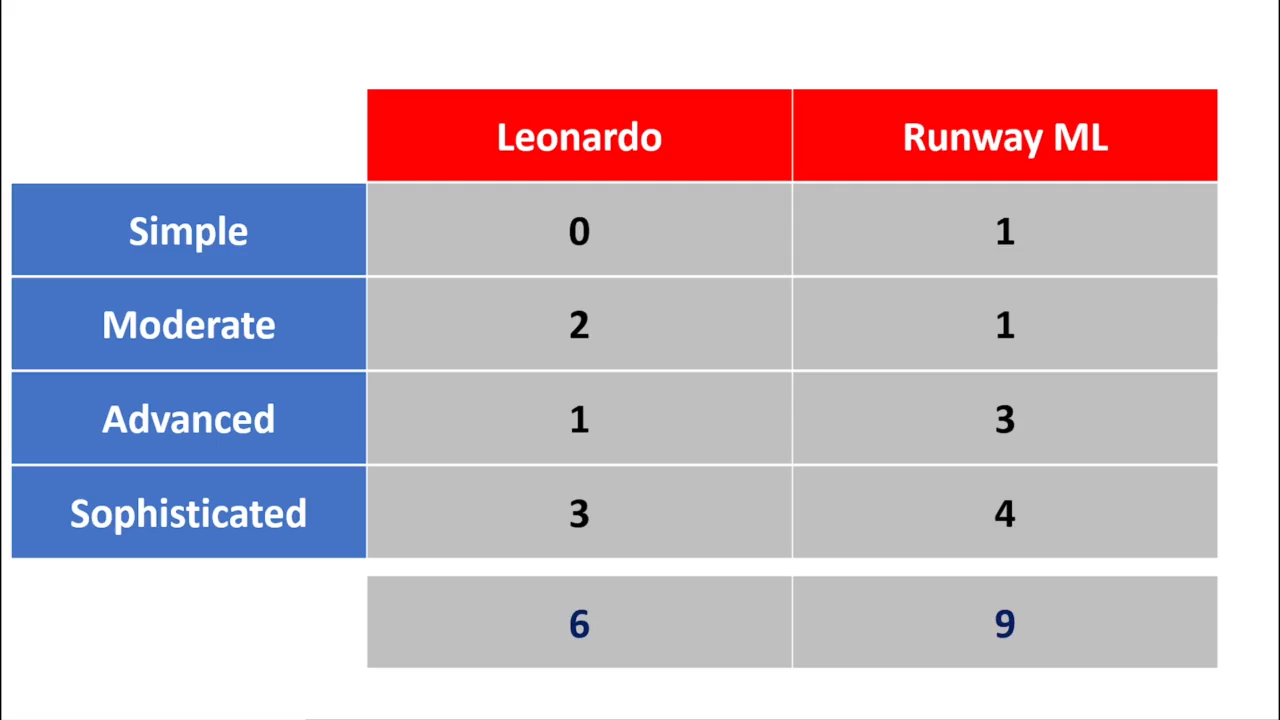 Leonardo Runway ML
Simple 0 1
Moderate 2 1
Advanced 1 3
Sophisticated 3 4
6 9